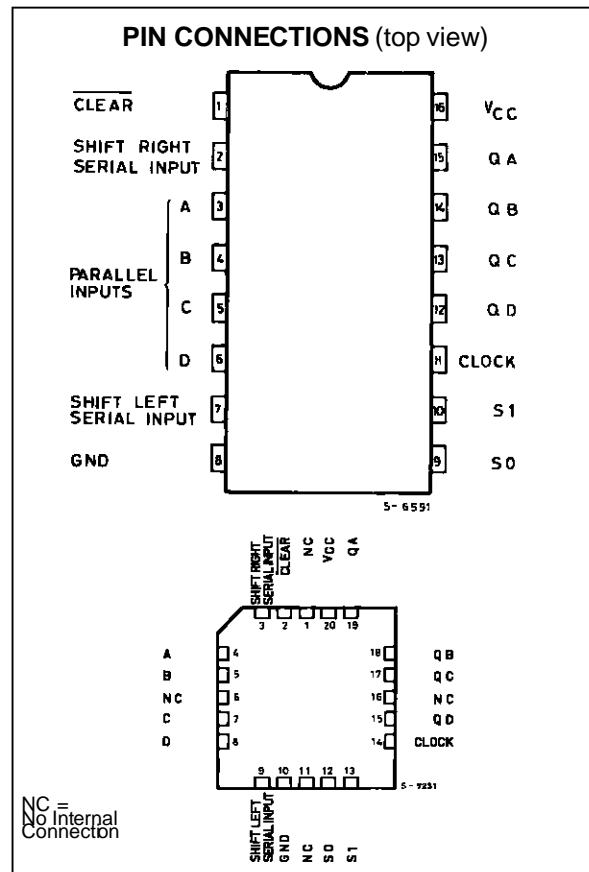 PIN CONNECTIONS (top view)
CLEAR 1 16 VCC
SHIFT RIGHT
SERIAL INPUT 2 15 QA
A 3 14 QB
B 4 13 QC
PARALLEL
INPUTS
C 5 12 QD
D 6 11 CLOCK
SHIFT LEFT
SERIAL INPUT 7 10 S1
GND 8 9 S0
S-6591
SHIFT RIGHT
SERIAL INPUT
CLEAR
NC
VCC
QA
3 2 1 20 19
A 4 18 QB
B 5 17 QC
NC 6 16 NC
C 7 15 QD
D 8 14 CLOCK
9 10 11 12 13
S-7231
SHIFT LEFT
SERIAL INPUT
GND
NC
S0
S1
NC =
No Internal
Connection